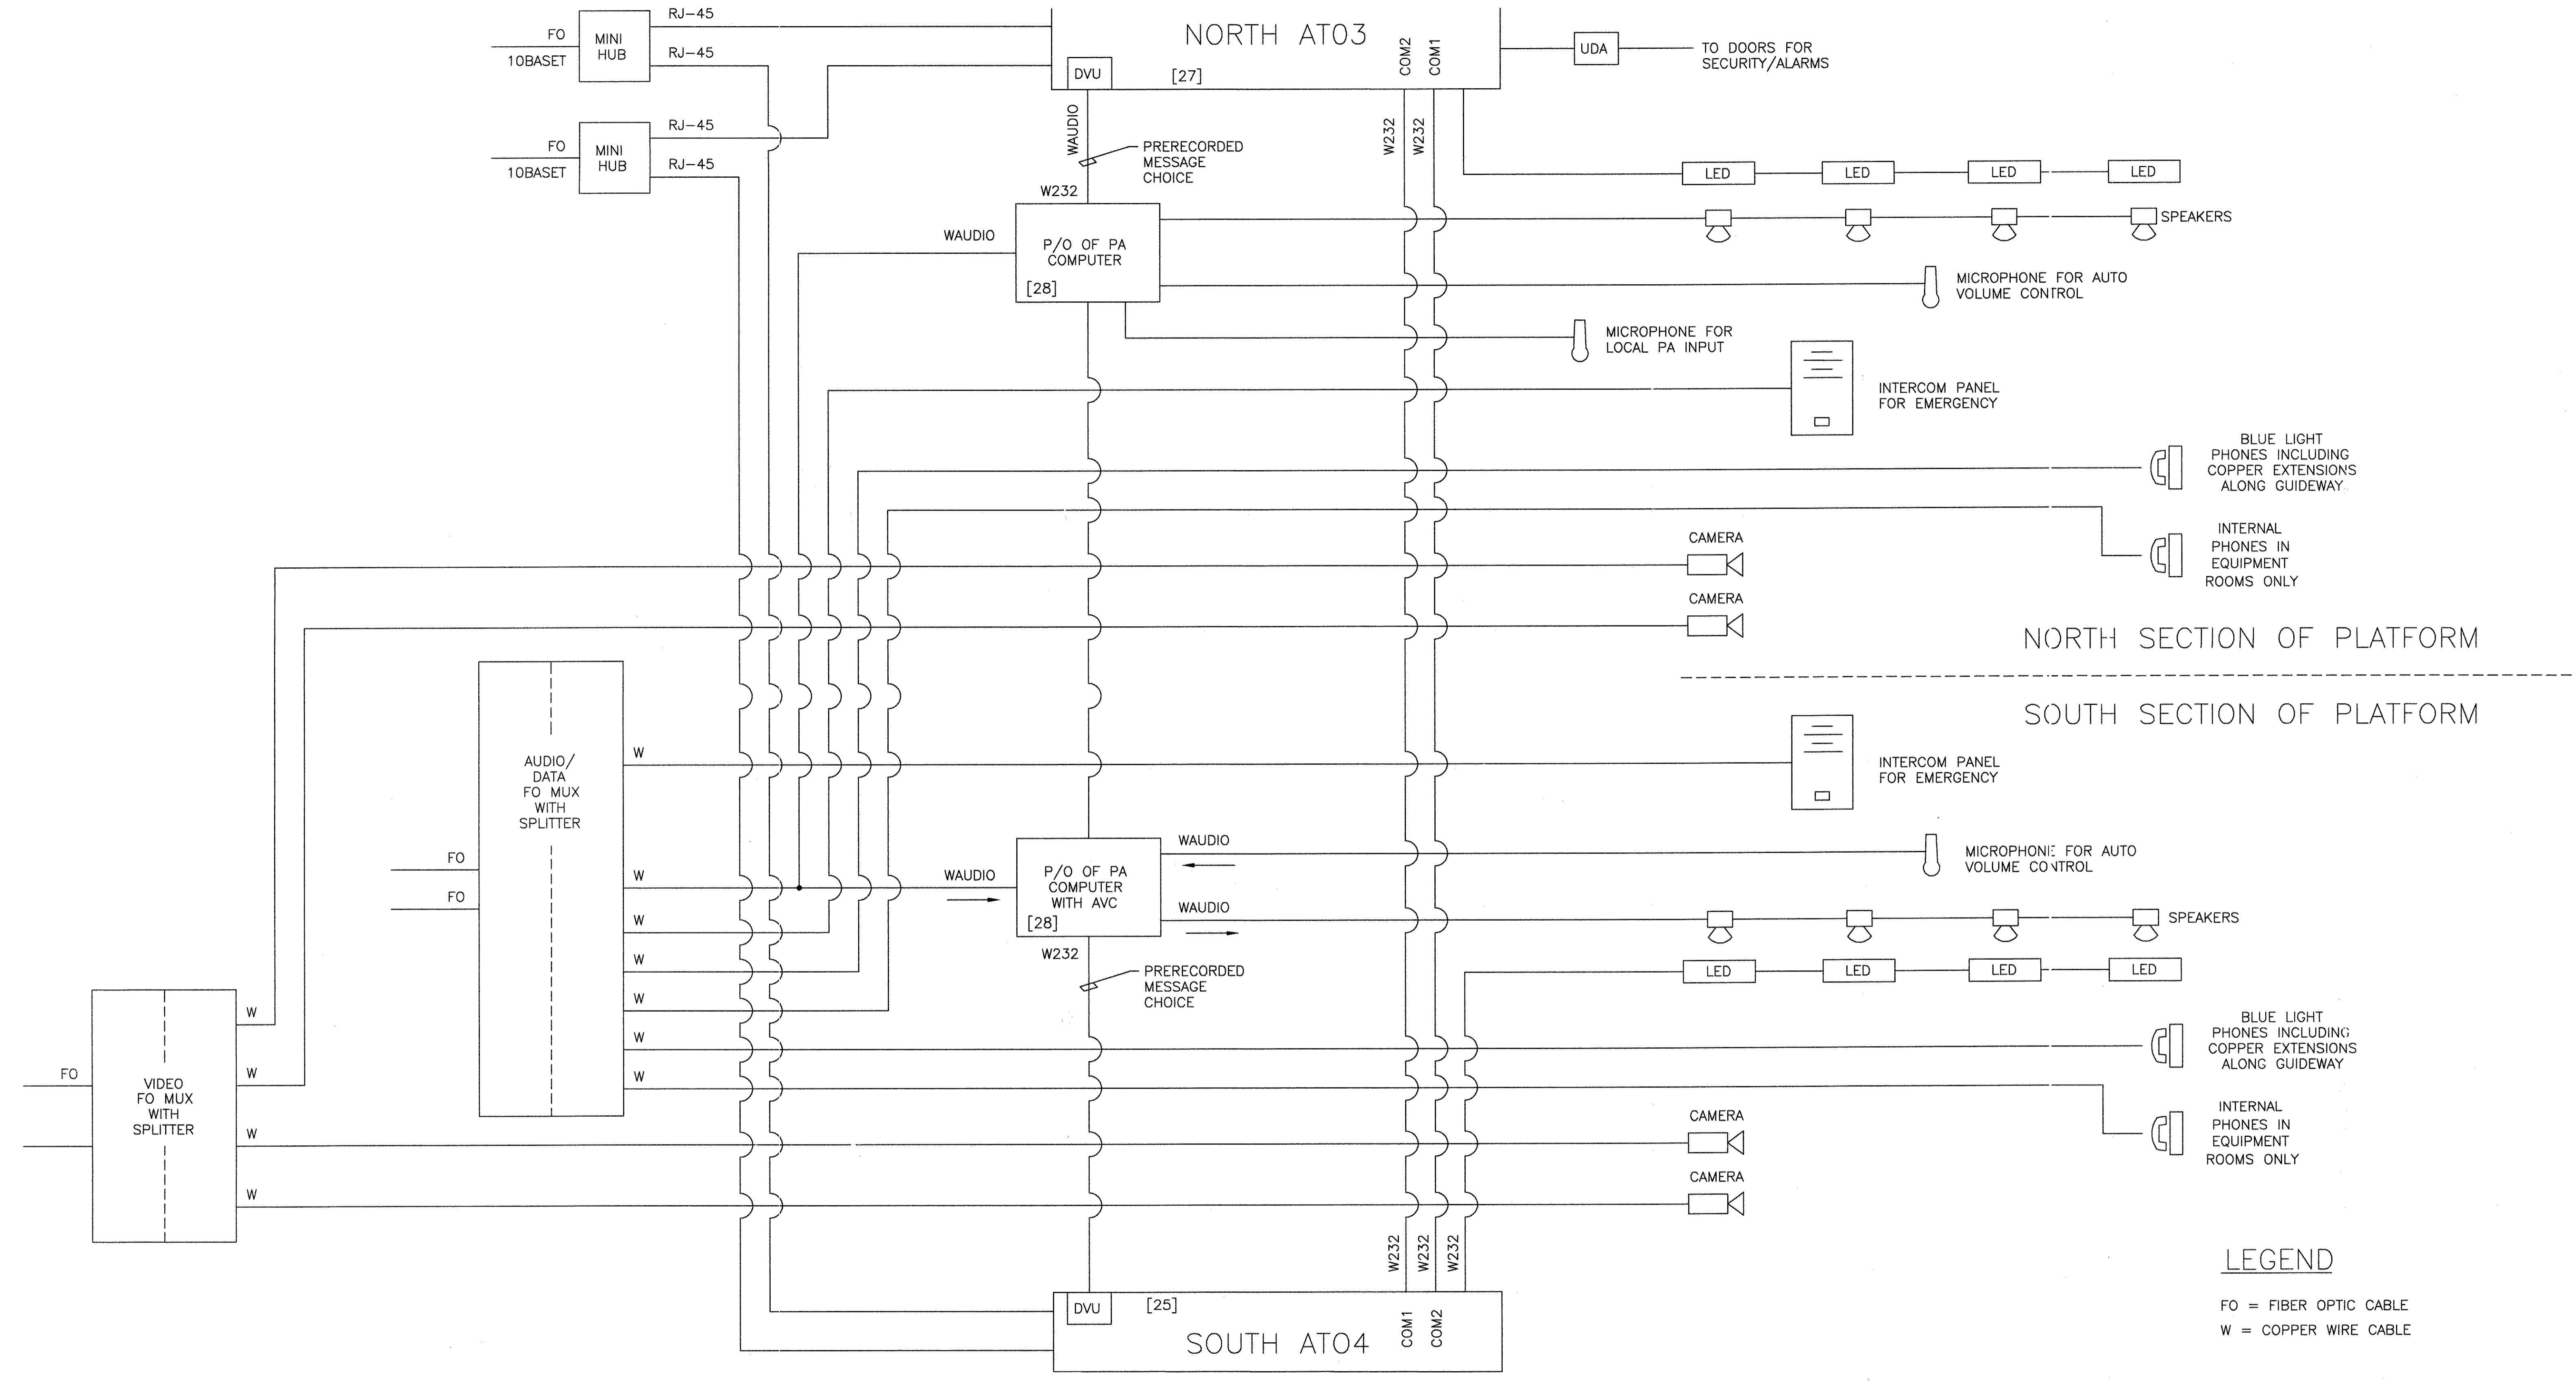 FO
10BASET
MINI
HUB
RJ-45
RJ-45
NORTH ATO3
DVU
[27]
COM2
COM1
UDA
TO DOORS FOR
SECURITY/ALARMS
FO
10BASET
MINI
HUB
RJ-45
RJ-45
WAUDIO
PRERECORDED
MESSAGE
CHOICE
W232
W232
W232
LED
LED
LED
LED
SPEAKERS
WAUDIO
P/O OF PA
COMPUTER
[28]
MICROPHONE FOR AUTO
VOLUME CONTROL
MICROPHONE FOR
LOCAL PA INPUT
INTERCOM PANEL
FOR EMERGENCY
BLUE LIGHT
PHONES INCLUDING
COPPER EXTENSIONS
ALONG GUIDEWAY
INTERNAL
PHONES IN
EQUIPMENT
ROOMS ONLY
CAMERA
CAMERA
NORTH SECTION OF PLATFORM
SOUTH SECTION OF PLATFORM
AUDIO/
DATA
FO MUX
WITH
SPLITTER
FO
FO
W
W
W
W
W
W
W
INTERCOM PANEL
FOR EMERGENCY
WAUDIO
P/O OF PA
COMPUTER
WITH AVC
[28]
WAUDIO
WAUDIO
MICROPHONE FOR AUTO
VOLUME CONTROL
SPEAKERS
W232
PRERECORDED
MESSAGE
CHOICE
LED
LED
LED
LED
BLUE LIGHT
PHONES INCLUDING
COPPER EXTENSIONS
ALONG GUIDEWAY
INTERNAL
PHONES IN
EQUIPMENT
ROOMS ONLY
FO
VIDEO
FO MUX
WITH
SPLITTER
W
W
W
W
CAMERA
CAMERA
W232
W232
W232
DVU
[25]
COM1
COM2
SOUTH ATO4
LEGEND
FO = FIBER OPTIC CABLE
W = COPPER WIRE CABLE